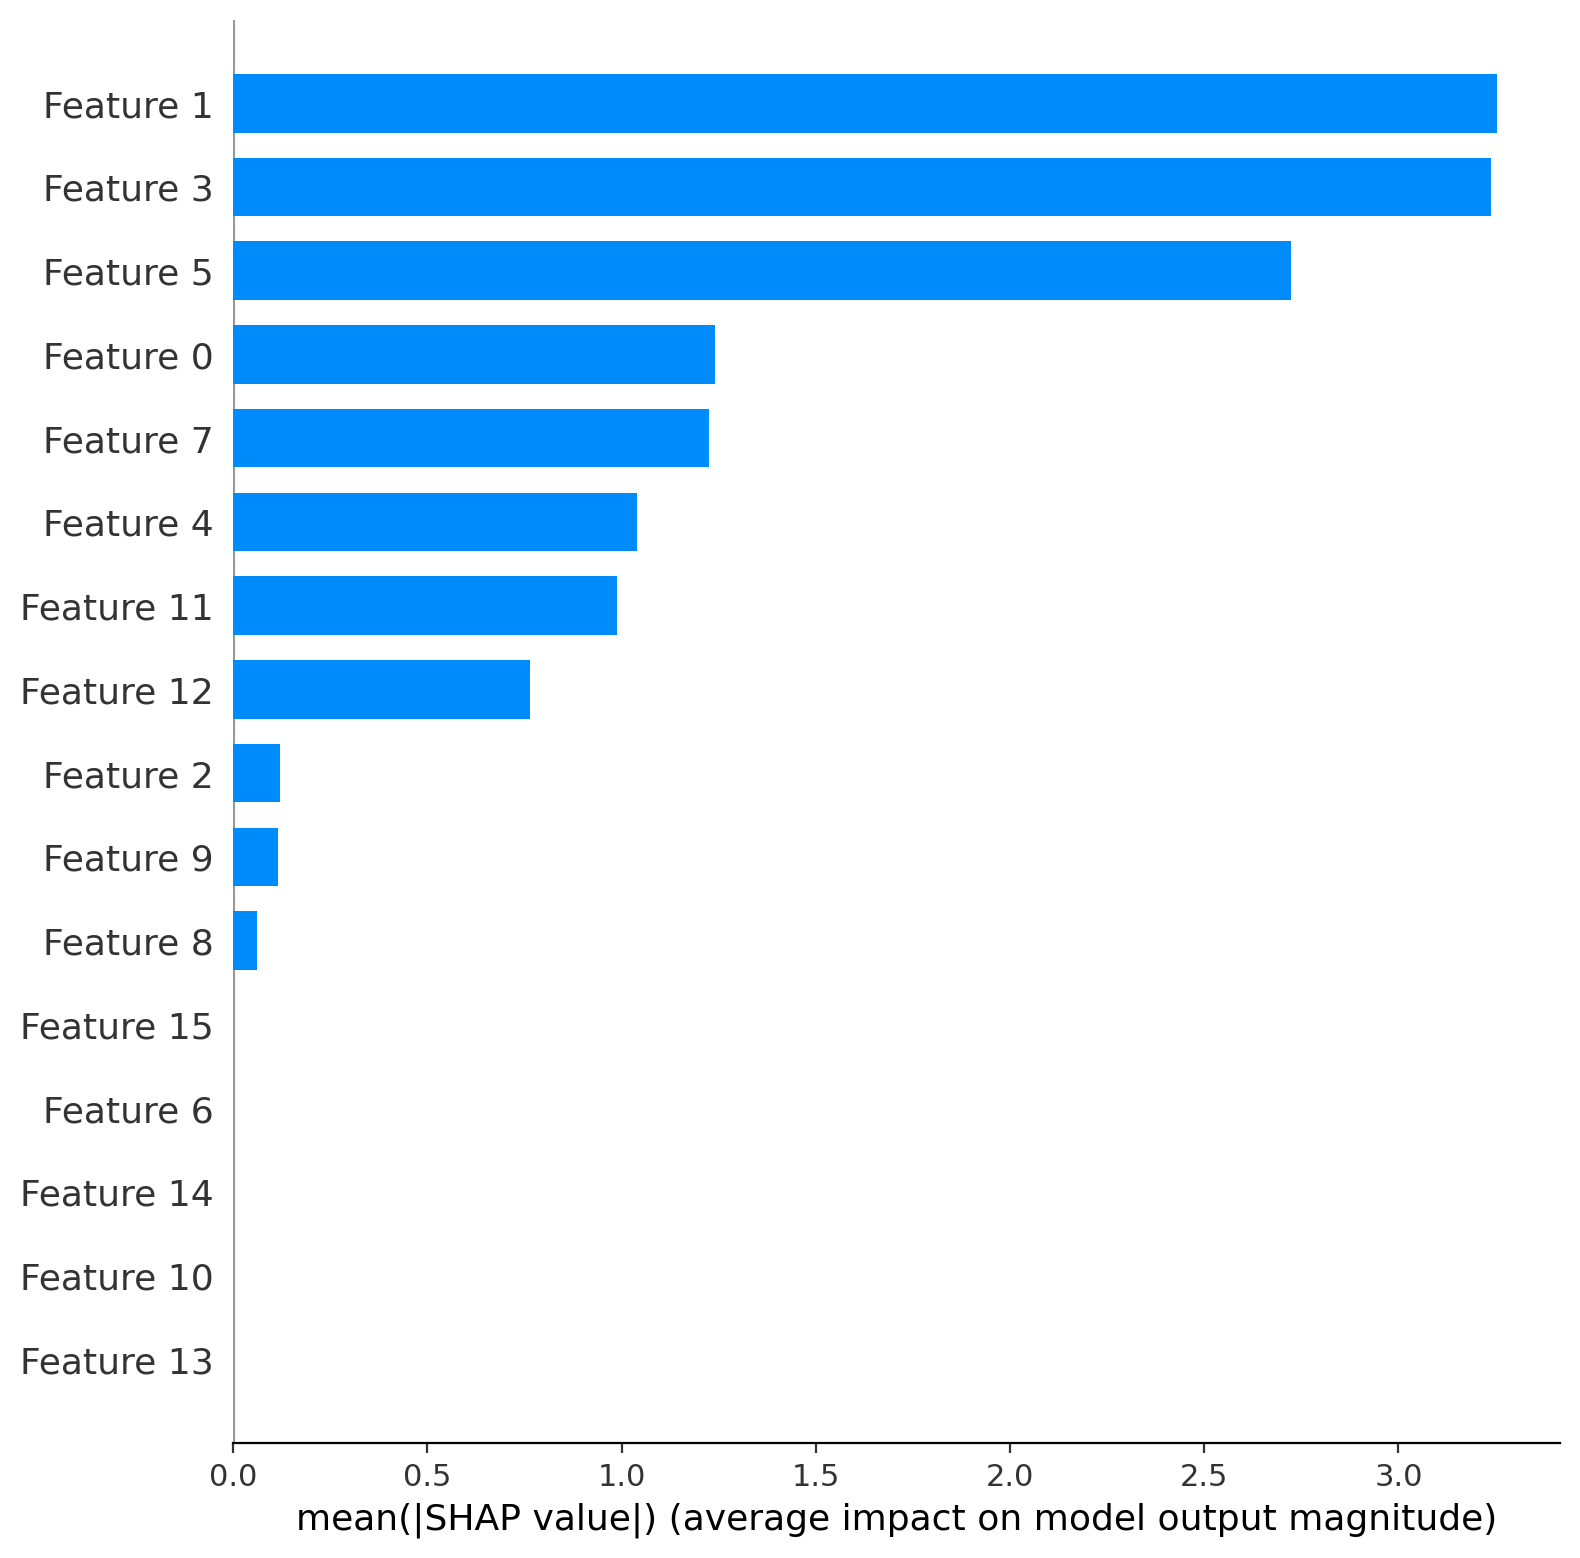 Feature 1
Feature 3
Feature 5
Feature 0
Feature 7
Feature 4
Feature 11
Feature 12
Feature 2
Feature 9
Feature 8
Feature 15
Feature 6
Feature 14
Feature 10
Feature 13
0.0 0.5 1.0 1.5 2.0 2.5 3.0
mean(|SHAP value|) (average impact on model output magnitude)